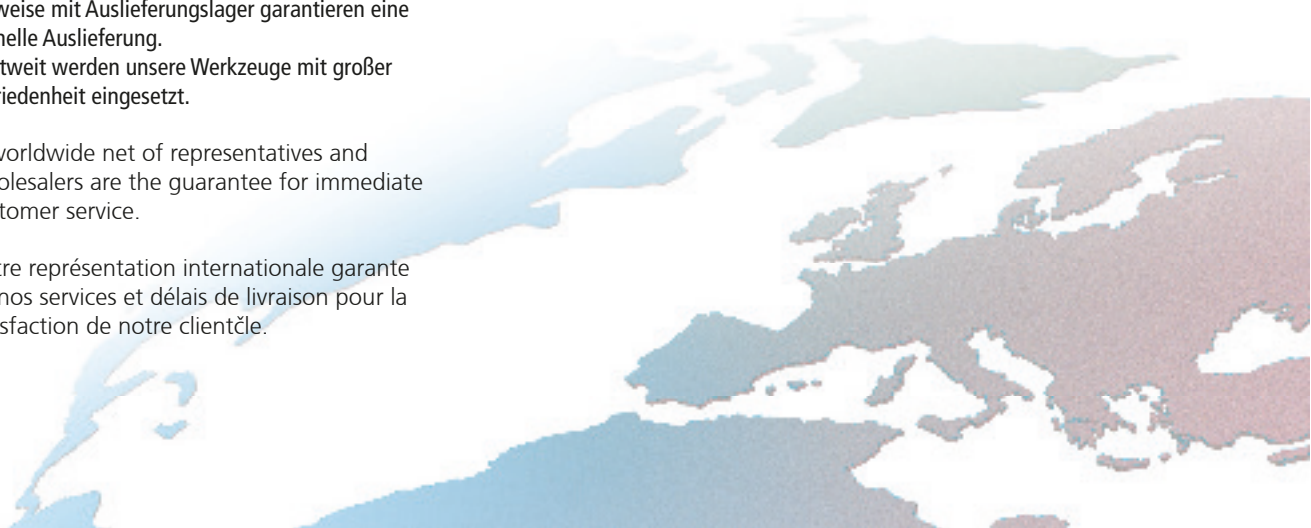 weise mit Auslieferungslager garantieren eine
nelle Auslieferung.
tweit werden unsere Werkzeuge mit großer
riedenheit eingesetzt.
worldwide net of representatives and
olesalers are the guarantee for immediate
tomer service.
tre représentation internationale garante
nos services et délais de livraison pour la
sfaction de notre clientčle.